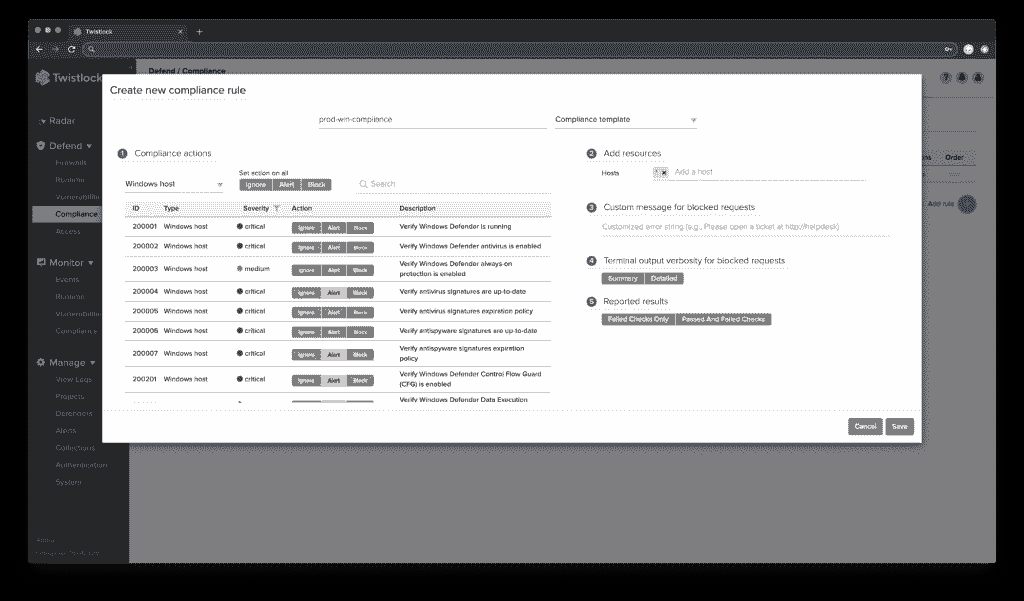 Twistlock
Twistlock
Defend / Compliance
Create new compliance rule
Radar
prod-win-compliance
Compliance template
Defend
1 Compliance actions
2 Add resources
Firewalls
Order
Set action on all
Hosts
* ×
Add a host
Runtime
Windows host
Ignore Alert Block
Search
Vulnerability
Add rule
ID Type Severity Action Description
3 Custom message for blocked requests
Compliance
200001 Windows host critical Ignore Alert Block Verify Windows Defender is running
Customized error string (e.g., Please open a ticket at http://helpdesk)
Access
200002 Windows host critical Ignore Alert Block Verify Windows Defender antivirus is enabled
Monitor
4 Terminal output verbosity for blocked requests
200003 Windows host medium Ignore Alert Block Verify Windows Defender always-on
protection is enabled
Events
Summary Detailed
200004 Windows host critical Ignore Alert Block Verify antivirus signatures are up-to-date
Runtime
5 Reported results
200005 Windows host critical Ignore Alert Block Verify antivirus signatures expiration policy
Vulnerability
Failed Checks Only Passed And Failed Checks
200006 Windows host critical Ignore Alert Block Verify antispyware signatures are up-to-date
Compliance
200007 Windows host critical Ignore Alert Block Verify antispyware signatures expiration
policy
Manage
200201 Windows host critical Ignore Alert Block Verify Windows Defender Control Flow Guard
(CFG) is enabled
View Logs
Projects
Verify Windows Defender Data Execution
Defenders
Alerts
Cancel Save
Collections
Authentication
System